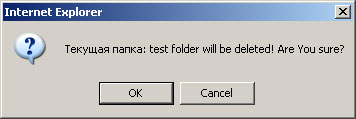 Internet Explorer
Текущая папка: test folder will be deleted! Are You sure?
OK
Cancel